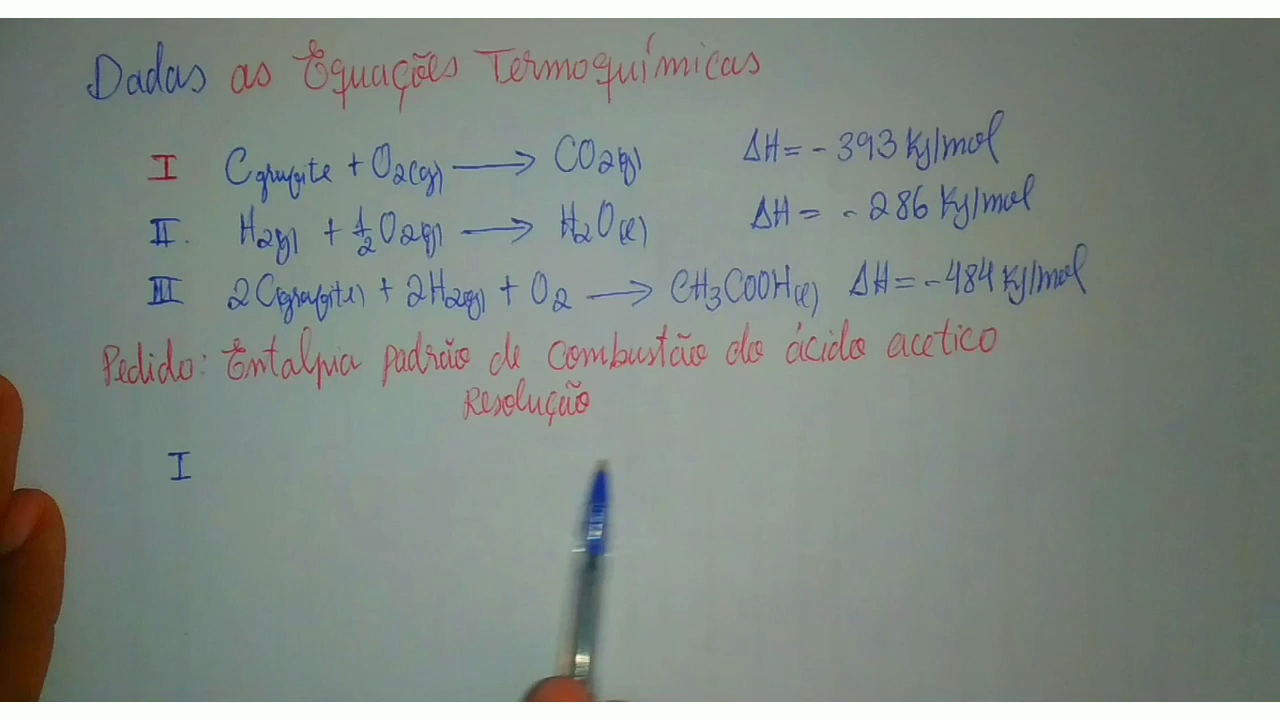 Dadas as Equações Termoquímicas
I C grafite + O2(g) → CO2(g) ΔH = - 393 KJ/mol
II. H2(g) + 1/2 O2(g) → H2O(l) ΔH = - 286 KJ/mol
III 2C(grafite) + 2H2(g) + O2 → CH3COOH(l) ΔH = - 484 KJ/mol
Pedido: Entalpia padrão de combustão do ácido acetico
Resolução
I